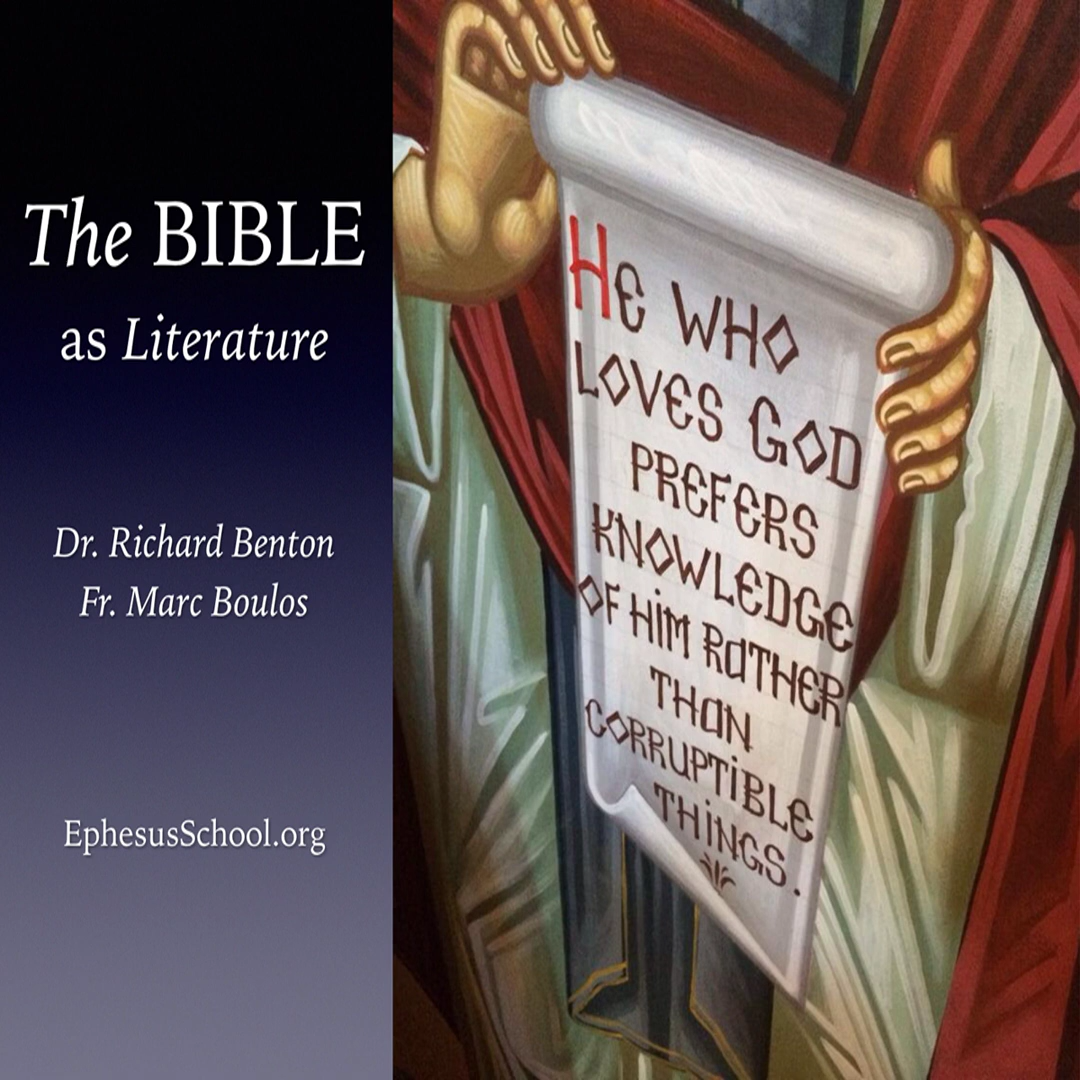 The BIBLE
as Literature
Dr. Richard Benton
Fr. Marc Boulos
EphesusSchool.org
HE WHO
LOVES GOD
PREFERS
KNOWLEDGE
OF HIM RATHER
THAN
CORRUPTIBLE
THINGS.